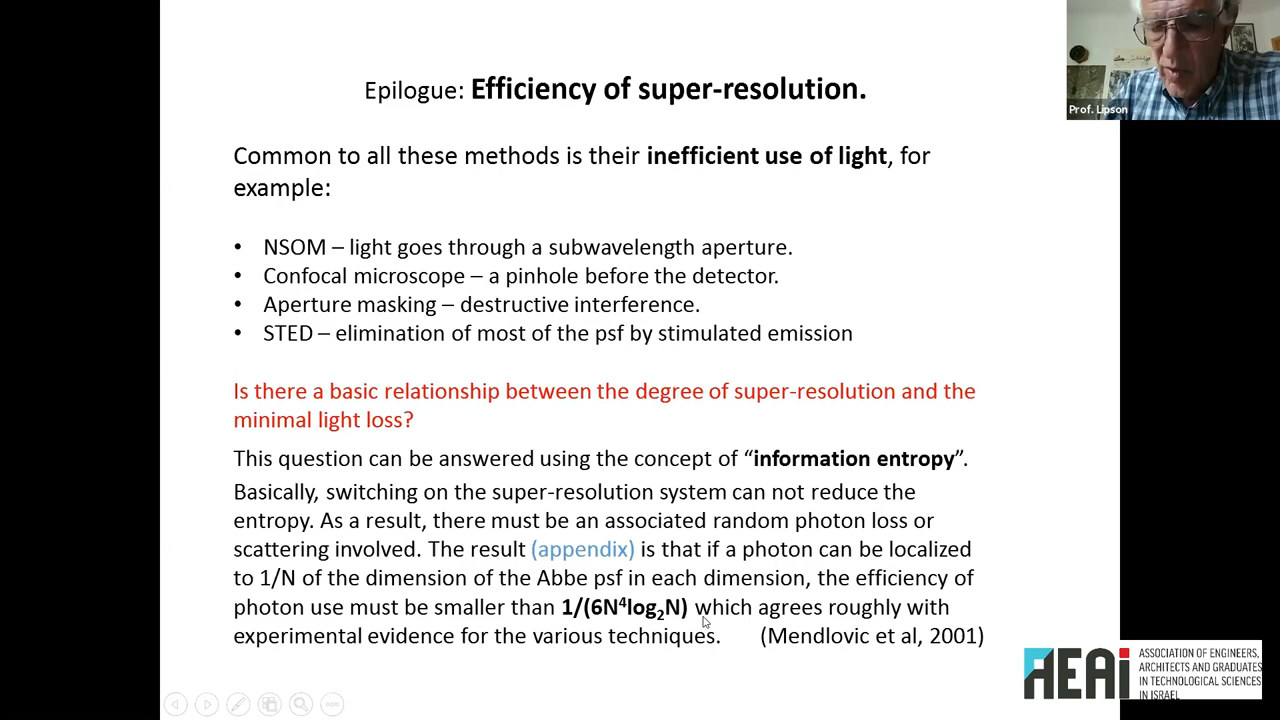 Epilogue: Efficiency of super-resolution.
Common to all these methods is their inefficient use of light, for
example:
• NSOM – light goes through a subwavelength aperture.
• Confocal microscope – a pinhole before the detector.
• Aperture masking – destructive interference.
• STED – elimination of most of the psf by stimulated emission
Is there a basic relationship between the degree of super-resolution and the
minimal light loss?
This question can be answered using the concept of “information entropy”.
Basically, switching on the super-resolution system can not reduce the
entropy. As a result, there must be an associated random photon loss or
scattering involved. The result (appendix) is that if a photon can be localized
to 1/N of the dimension of the Abbe psf in each dimension, the efficiency of
photon use must be smaller than 1/(6N⁴log₂N) which agrees roughly with
experimental evidence for the various techniques. (Mendlovic et al, 2001)
Prof. Lipson
AEAi
ASSOCIATION OF ENGINEERS,
ARCHITECTS AND GRADUATES
IN TECHNOLOGICAL SCIENCES
IN ISRAEL